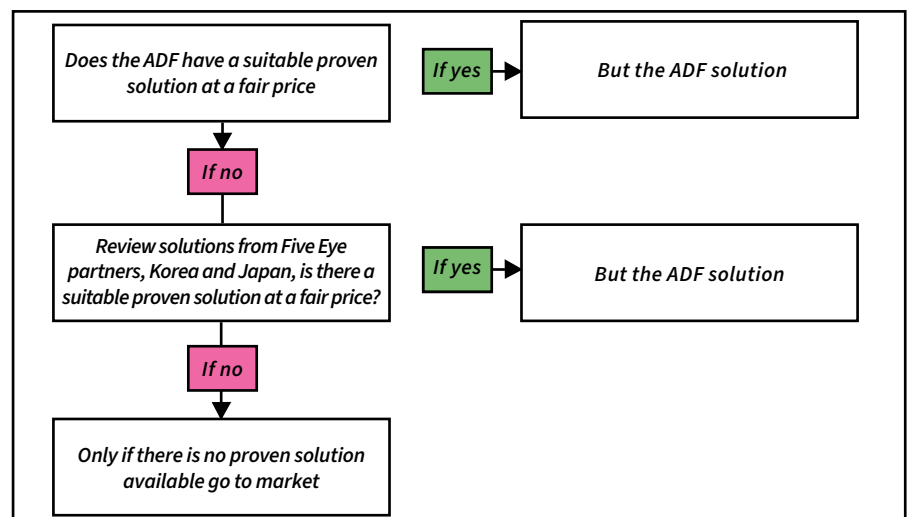 Does the ADF have a suitable proven
solution at a fair price
If yes
But the ADF solution
If no
Review solutions from Five Eye
partners, Korea and Japan, is there a
suitable proven solution at a fair price?
If yes
But the ADF solution
If no
Only if there is no proven solution
available go to market